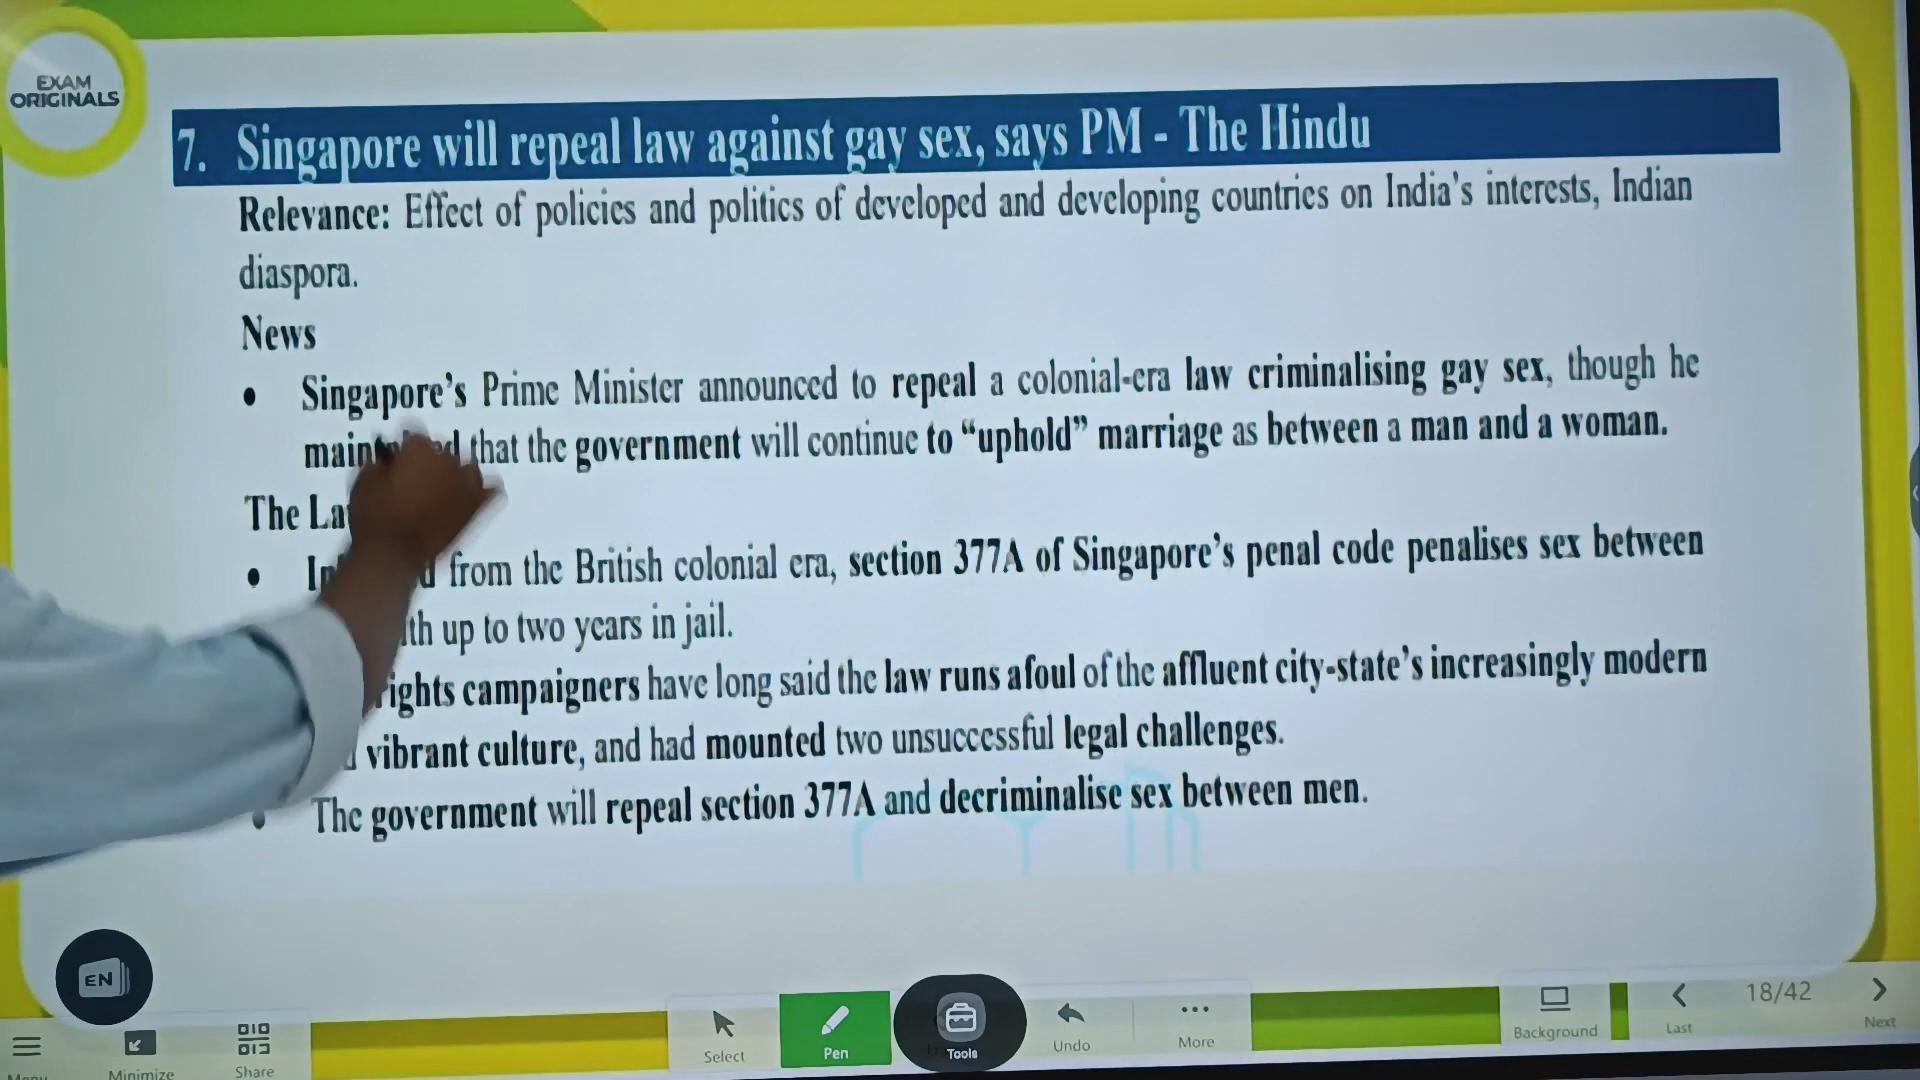 EXAM
ORIGINALS
7. Singapore will repeal law against gay sex, says PM - The Hindu
Relevance: Effect of policies and politics of developed and developing countries on India's interests, Indian
diaspora.
News
• Singapore's Prime Minister announced to repeal a colonial-era law criminalising gay sex, though he
that the government will continue to “uphold” marriage as between a man and a woman.
The
• from the British colonial era, section 377A of Singapore's penal code penalises sex between
up to two years in jail.
campaigners have long said the law runs afoul of the affluent city-state's increasingly modern
vibrant culture, and had mounted two unsuccessful legal challenges.
• The government will repeal section 377A and decriminalise sex between men.
EN
Minimize
Share
Select
Pen
Tools
Undo
More
Background
Last
18/42
Next